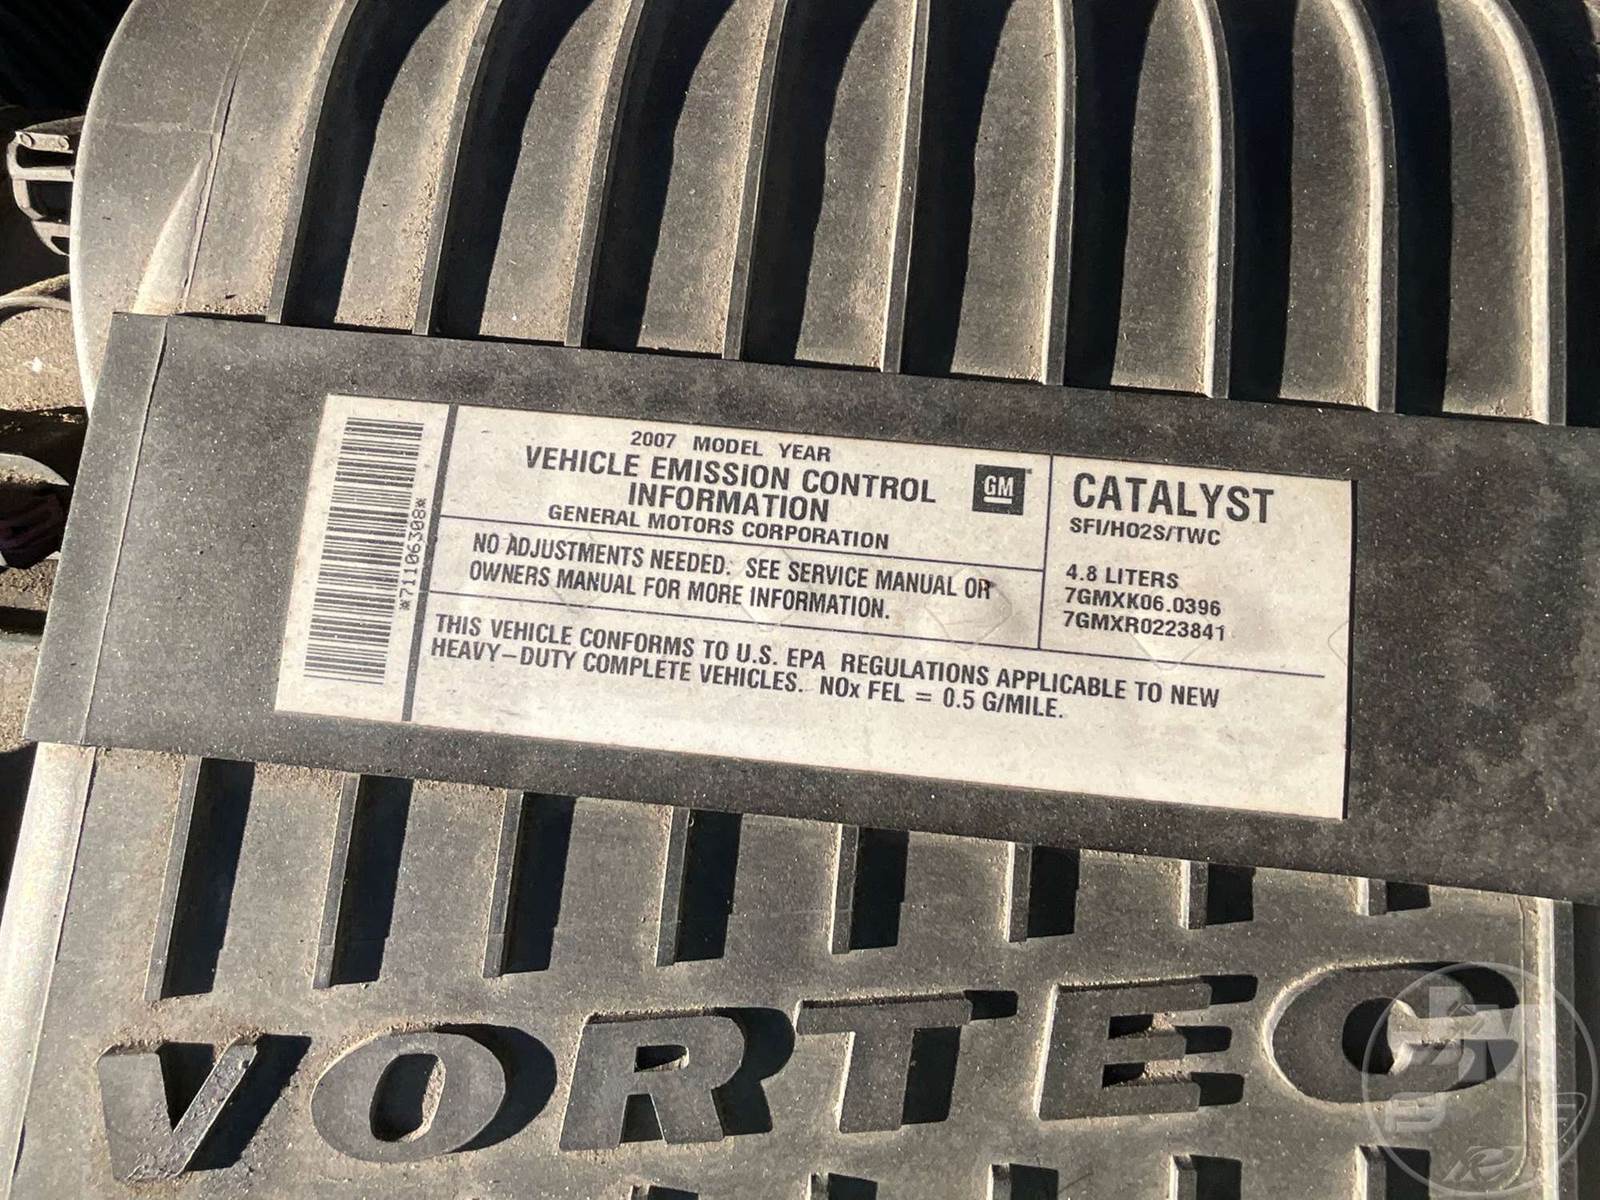 2007 MODEL YEAR
VEHICLE EMISSION CONTROL
INFORMATION
GENERAL MOTORS CORPORATION
GM
CATALYST
SFI/HO2S/TWC
4.8 LITERS
7GMXK06.0396
7GMXR0223841
*71106308*
NO ADJUSTMENTS NEEDED. SEE SERVICE MANUAL OR
OWNERS MANUAL FOR MORE INFORMATION.
THIS VEHICLE CONFORMS TO U.S. EPA REGULATIONS APPLICABLE TO NEW
HEAVY-DUTY COMPLETE VEHICLES. NOx FEL = 0.5 G/MILE.
VORTEC